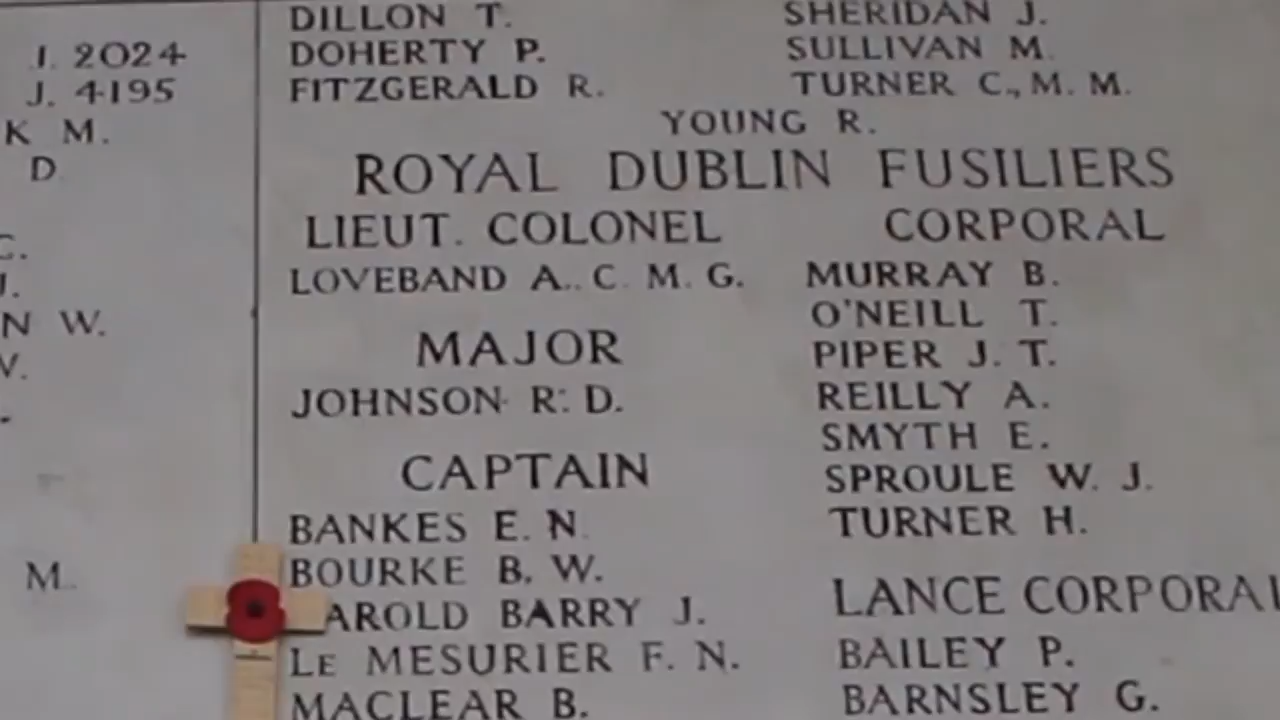 J. 2024
J. 4195
K M.
D
N W.
M.
DILLON T.
DOHERTY P.
FITZGERALD R.
SHERIDAN J.
SULLIVAN M.
TURNER C., M. M.
YOUNG R.
ROYAL DUBLIN FUSILIERS
LIEUT. COLONEL
LOVEBAND A. C. M. G.
MAJOR
JOHNSON R. D.
CAPTAIN
BANKES E. N.
BOURKE B. W.
AROLD BARRY J.
LE MESURIER F. N.
MACLEAR B.
CORPORAL
MURRAY B.
O'NEILL T.
PIPER J. T.
REILLY A.
SMYTH E.
SPROULE W. J.
TURNER H.
LANCE CORPORAL
BAILEY P.
BARNSLEY G.